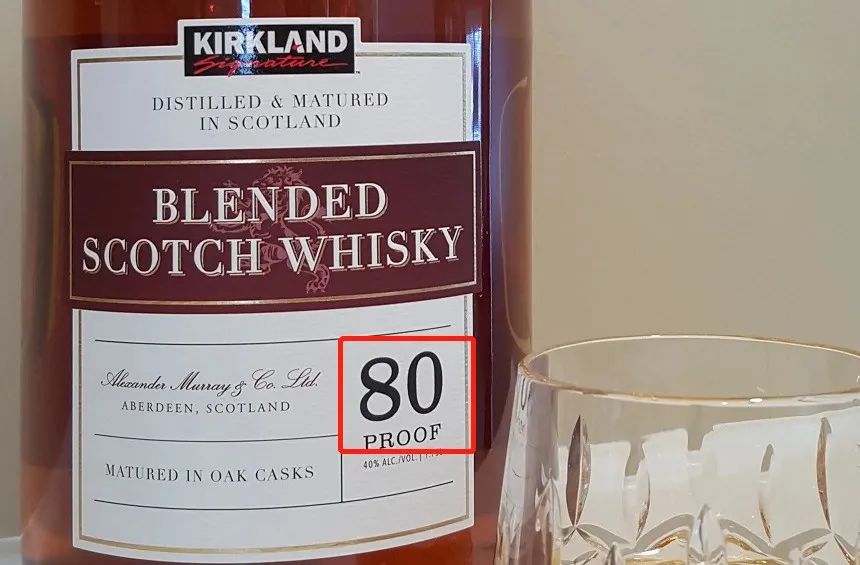 KIRKLAND
Signature
DISTILLED & MATURED
IN SCOTLAND
BLENDED
SCOTCH WHISKY
Alexander Murray & Co. Ltd.
ABERDEEN, SCOTLAND
80
PROOF
40% ALC./VOL. |
MATURED IN OAK CASKS